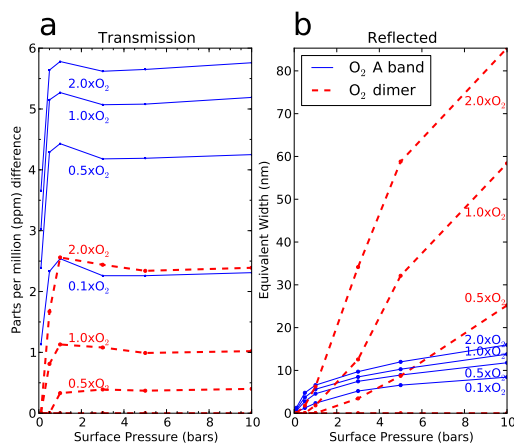 a
Transmission
6
5
4
3
2
1
0
0
2
4
6
8
10
Parts per million (ppm) difference
Surface Pressure (bars)
2.0xO₂
1.0xO₂
0.5xO₂
2.0xO₂
0.1xO₂
1.0xO₂
0.5xO₂
b
Reflected
O₂ A band
O₂ dimer
80
70
60
50
40
30
20
10
0
0
2
4
6
8
10
Equivalent Width (nm)
Surface Pressure (bars)
2.0xO₂
1.0xO₂
0.5xO₂
2.0xO₂
1.0xO₂
0.5xO₂
0.1xO₂